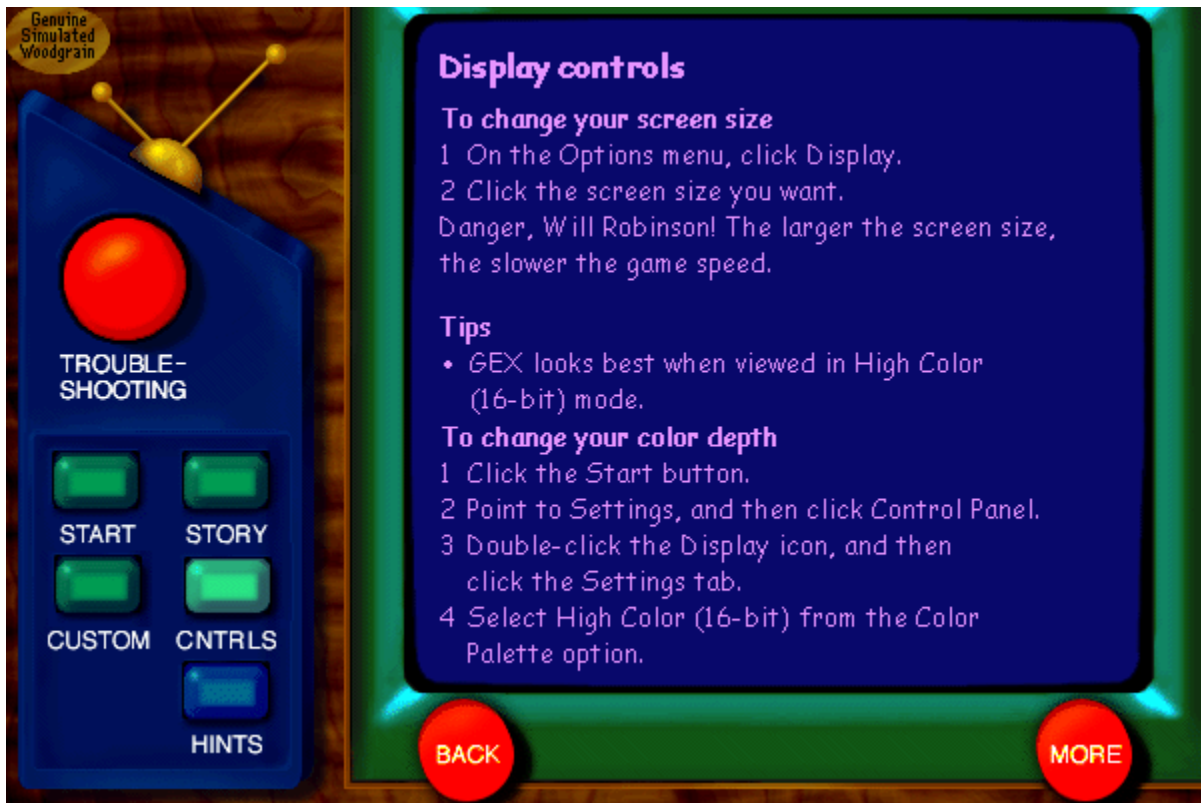 Genuine
Simulated
Woodgrain
TROUBLE-
SHOOTING
START
STORY
CUSTOM
CNTRLS
HINTS
Display controls
To change your screen size
1 On the Options menu, click Display.
2 Click the screen size you want.
Danger, Will Robinson! The larger the screen size,
the slower the game speed.
Tips
• GEX looks best when viewed in High Color
(16-bit) mode.
To change your color depth
1 Click the Start button.
2 Point to Settings, and then click Control Panel.
3 Double-click the Display icon, and then
click the Settings tab.
4 Select High Color (16-bit) from the Color
Palette option.
BACK
MORE